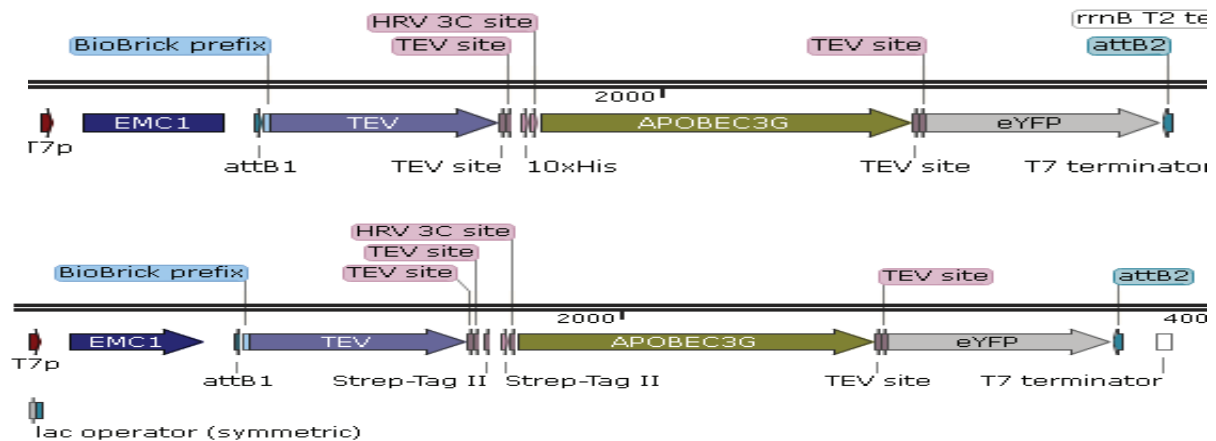 HRV 3C site
rrnB T2 te
BioBrick prefix
TEV site
TEV site
attB2
2000
EMC1
TEV
APOBEC3G
eYFP
T7p
attB1
TEV site
10xHis
TEV site
T7 terminator
HRV 3C site
TEV site
BioBrick prefix
TEV site
TEV site
attB2
2000
400
EMC1
TEV
APOBEC3G
eYFP
T7p
attB1
Strep-Tag II
Strep-Tag II
TEV site
T7 terminator
lac operator (symmetric)